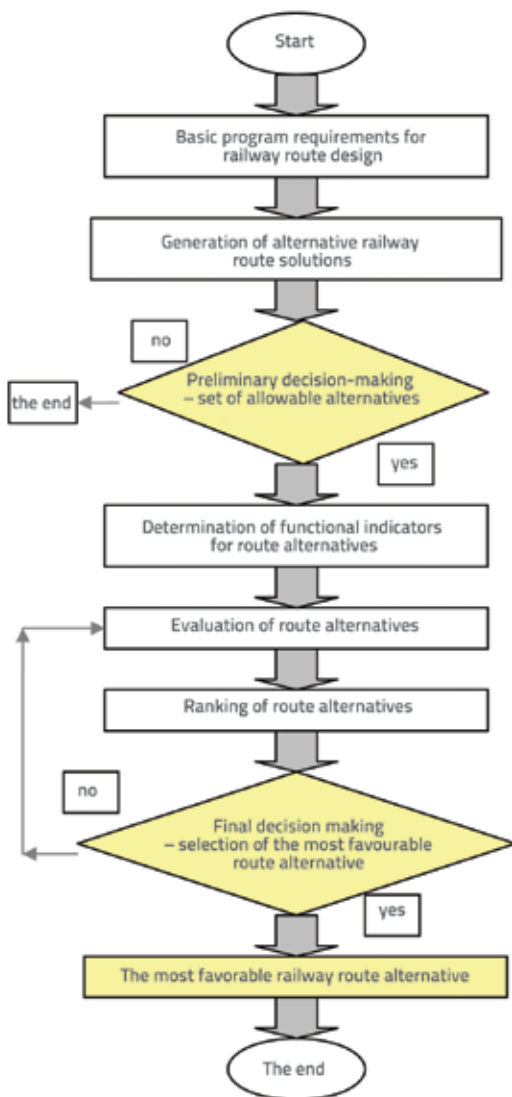 Start
Basic program requirements for
railway route design
Generation of alternative railway
route solutions
no
Preliminary decision-making
– set of allowable alternatives
the end
yes
Determination of functional indicators
for route alternatives
Evaluation of route alternatives
Ranking of route alternatives
no
Final decision making
– selection of the most favourable
route alternative
yes
The most favorable railway route alternative
The end